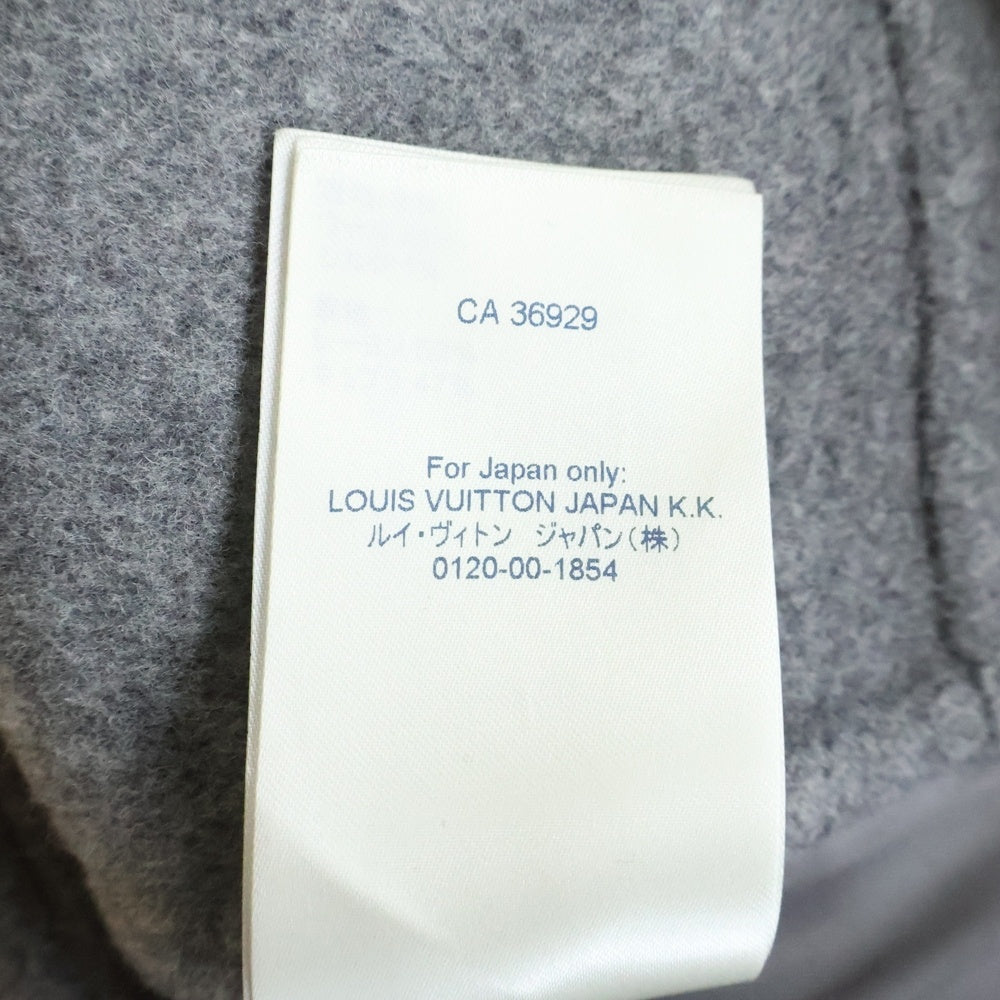 CA 36929
For Japan only:
LOUIS VUITTON JAPAN K.K.
ルイ・ヴィトン ジャパン(株)
0120-00-1854